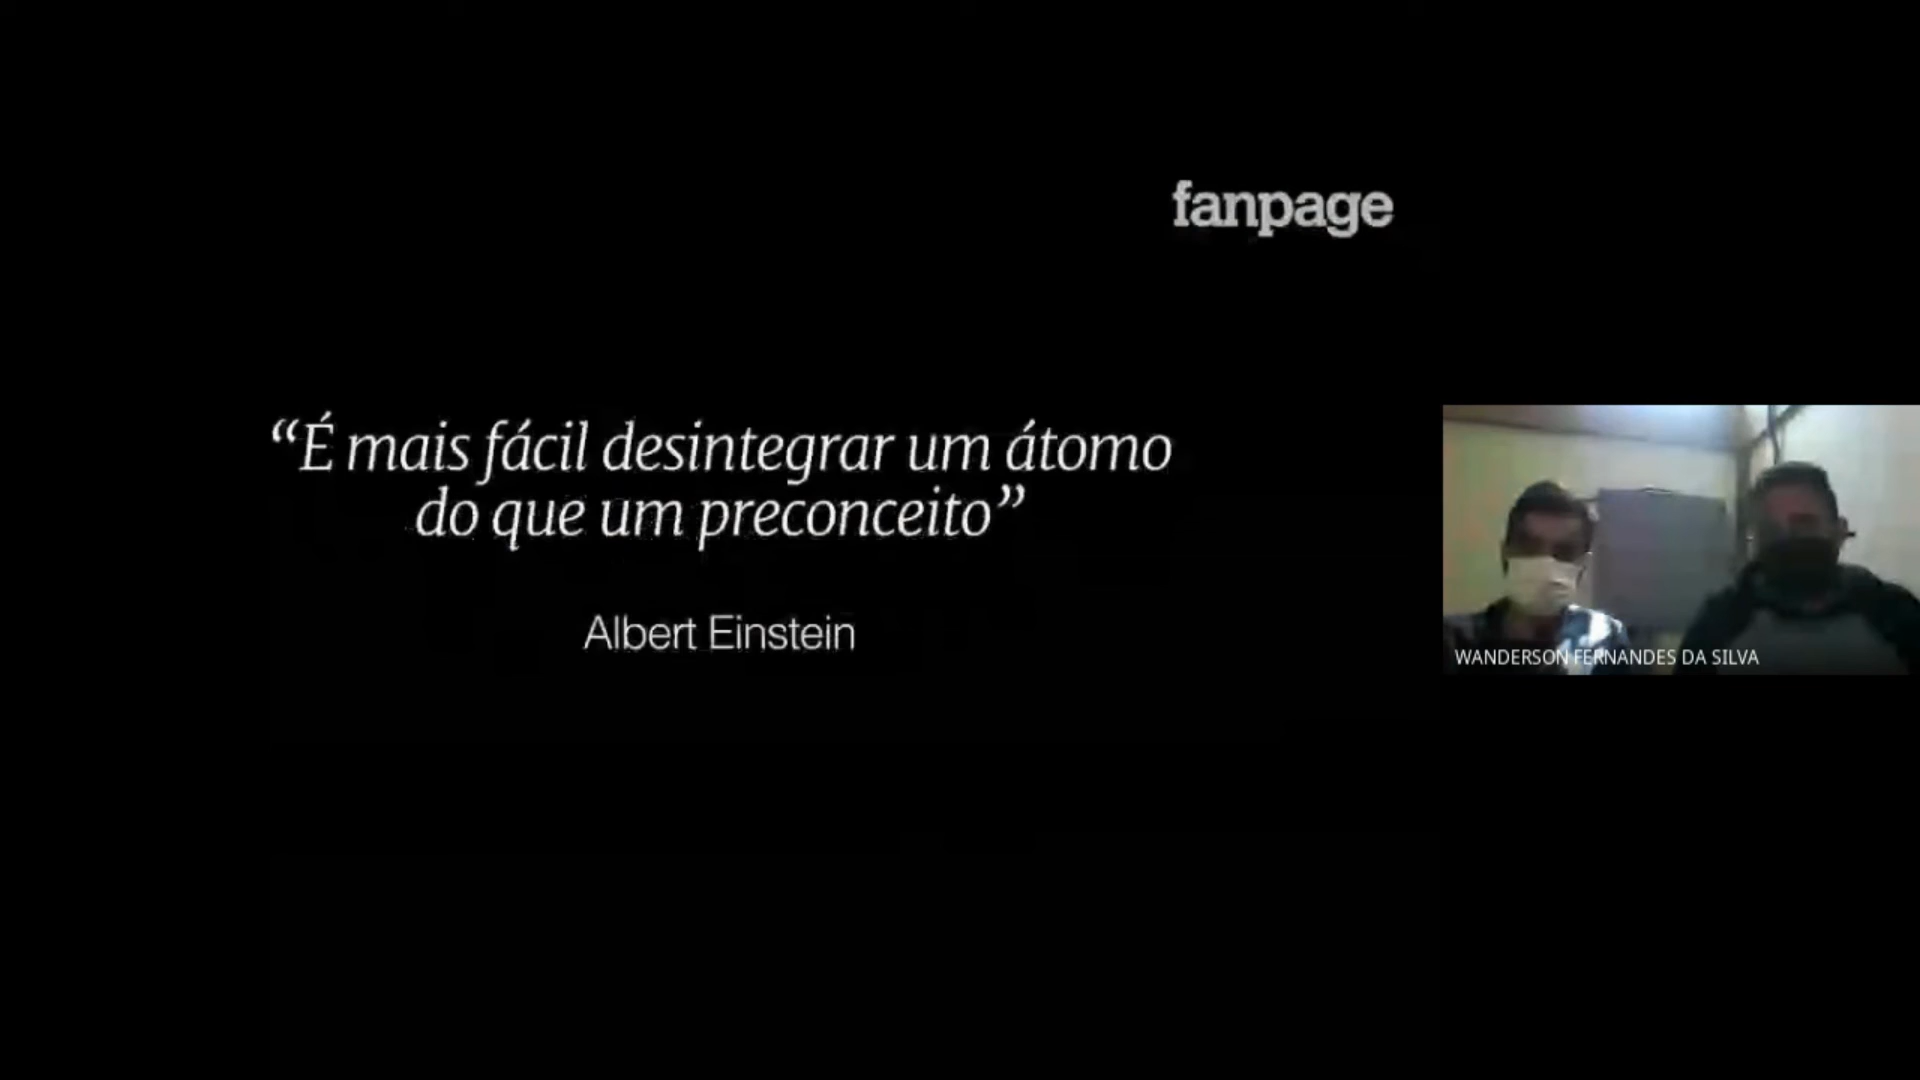 fanpage
“É mais fácil desintegrar um átomo
do que um preconceito”
Albert Einstein
WANDERSON FERNANDES DA SILVA